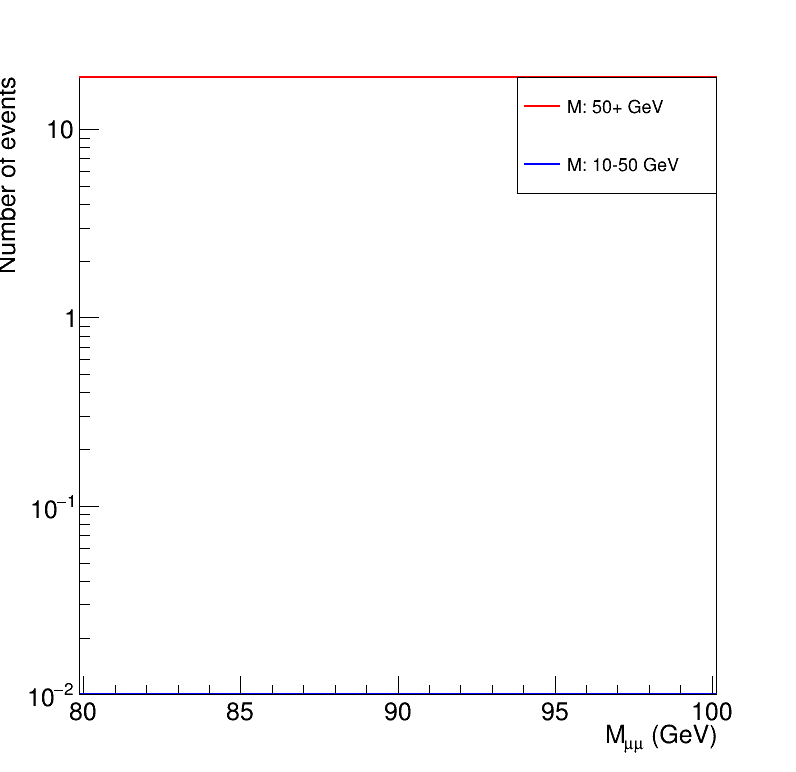 Number of events
10
1
10⁻¹
10⁻²
M: 50+ GeV
M: 10-50 GeV
80 85 90 95 100
Mμμ (GeV)